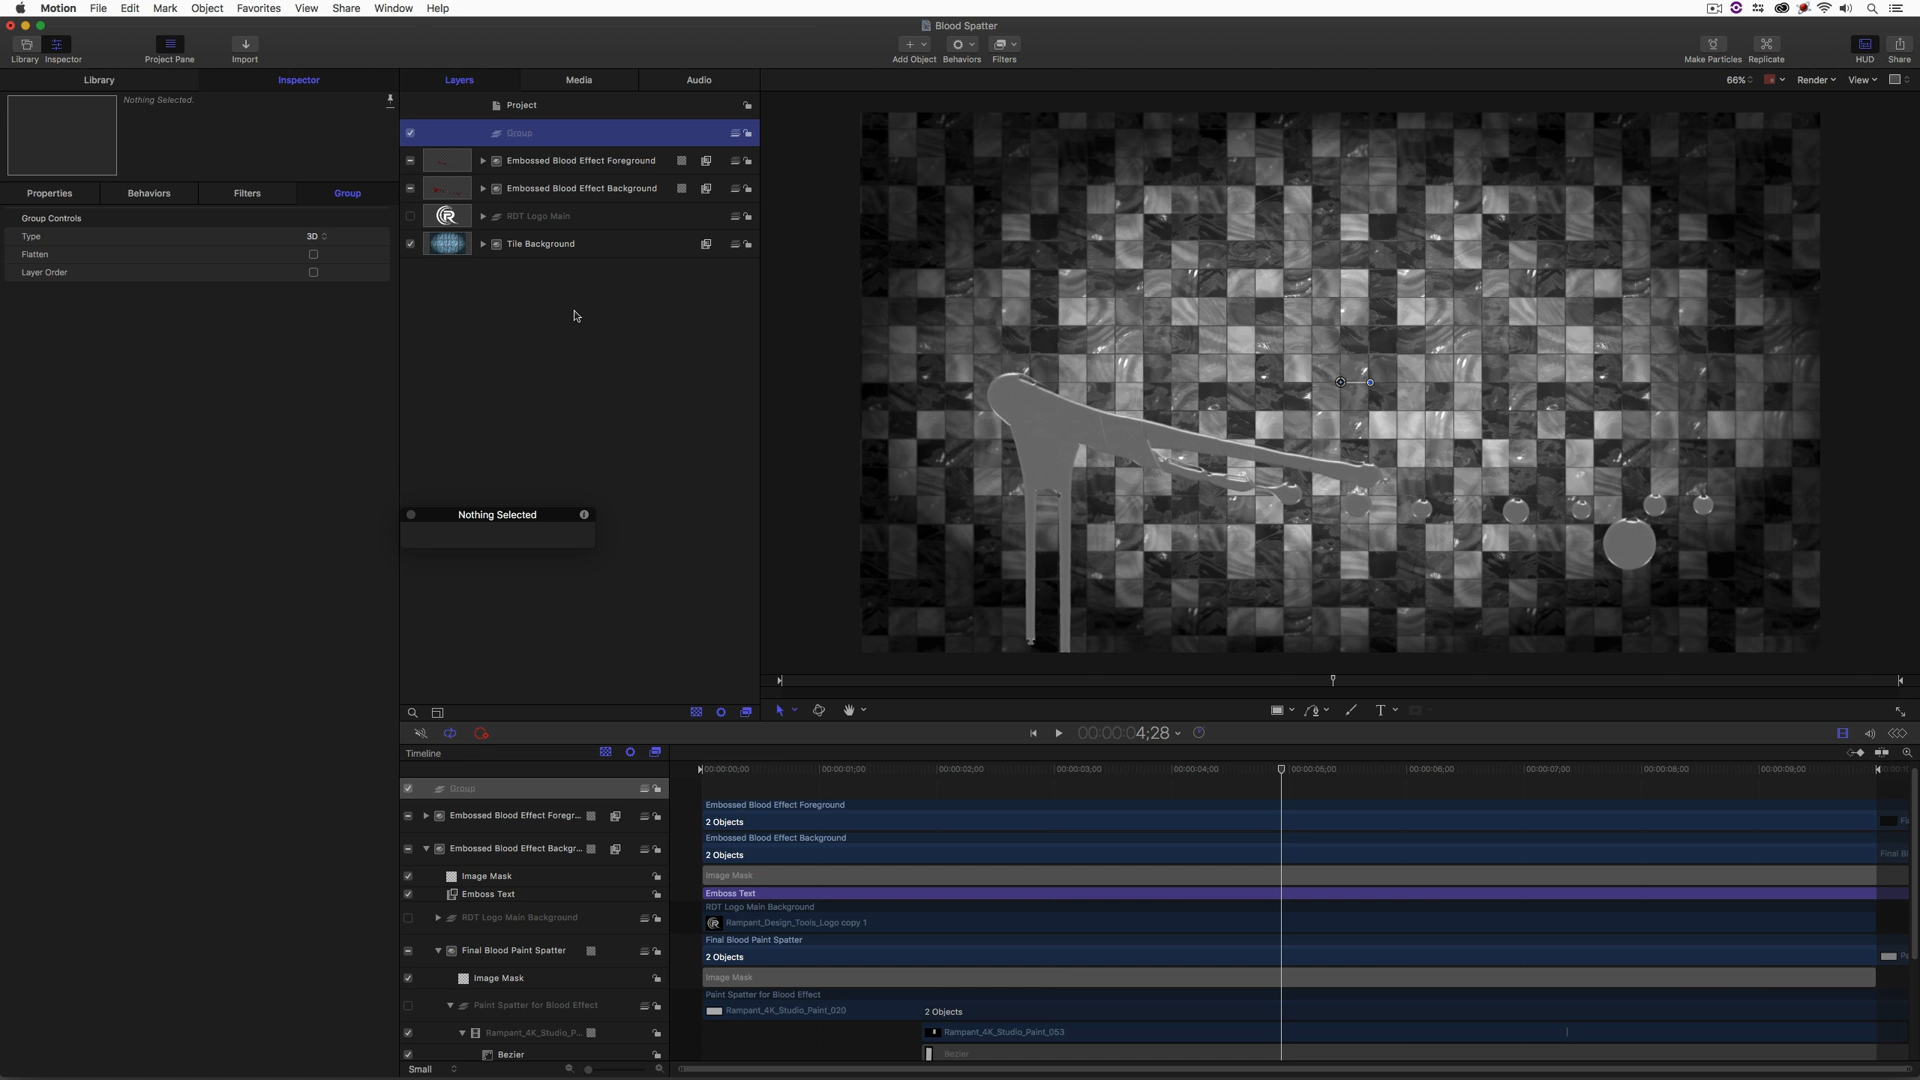 Motion File Edit Mark Object Favorites View Share Window Help
Blood Spatter
Library Inspector Project Pane Import Add Object Behaviors Filters Make Particles Replicate HUD Share
Library Inspector Layers Media Audio 66% Render View
Nothing Selected.
Project
Group
Embossed Blood Effect Foreground
Embossed Blood Effect Background
RDT Logo Main
Tile Background
Properties Behaviors Filters Group
Group Controls
Type 3D
Flatten
Layer Order
Nothing Selected
00:00:04;28
Timeline
00:00:00;00 00:00:01;00 00:00:02;00 00:00:03;00 00:00:04;00 00:00:05;00 00:00:06;00 00:00:07;00 00:00:08;00 00:00:09;00
Group
Embossed Blood Effect Foreground
Embossed Blood Effect Foregr...
2 Objects
Embossed Blood Effect Background
Embossed Blood Effect Backgr...
2 Objects
Final Bl
Image Mask Image Mask
Emboss Text Emboss Text
RDT Logo Main Background
RDT Logo Main Background
Rampant_Design_Tools_Logo copy 1
Final Blood Paint Spatter
Final Blood Paint Spatter
2 Objects
Image Mask Image Mask
Paint Spatter for Blood Effect
Paint Spatter for Blood Effect
Rampant_4K_Studio_Paint_020 2 Objects
Rampant_4K_Studio_P... Rampant_4K_Studio_Paint_053
Bezier Bezier
Small